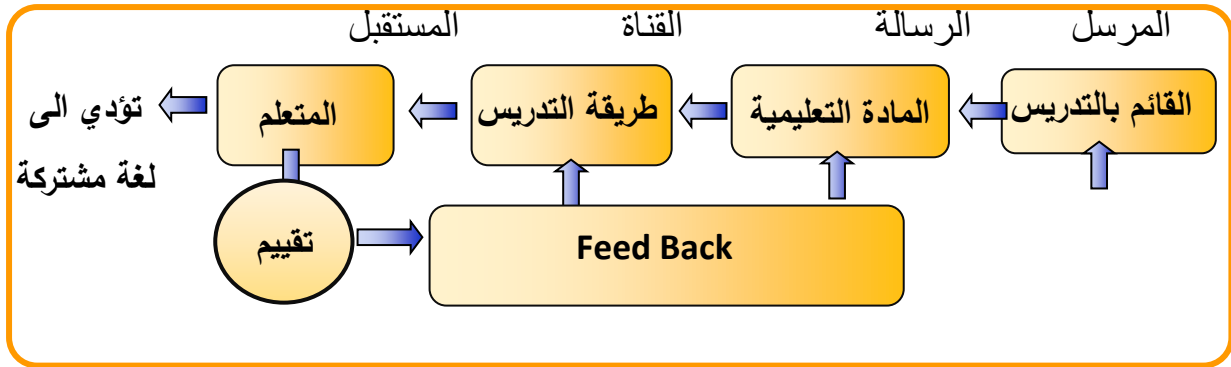 المرسل
الرسالة
القناة
المستقبل
القائم بالتدريس
المادة التعليمية
طريقة التدريس
المتعلم
تؤدي الى
لغة مشتركة
تقييم
Feed Back